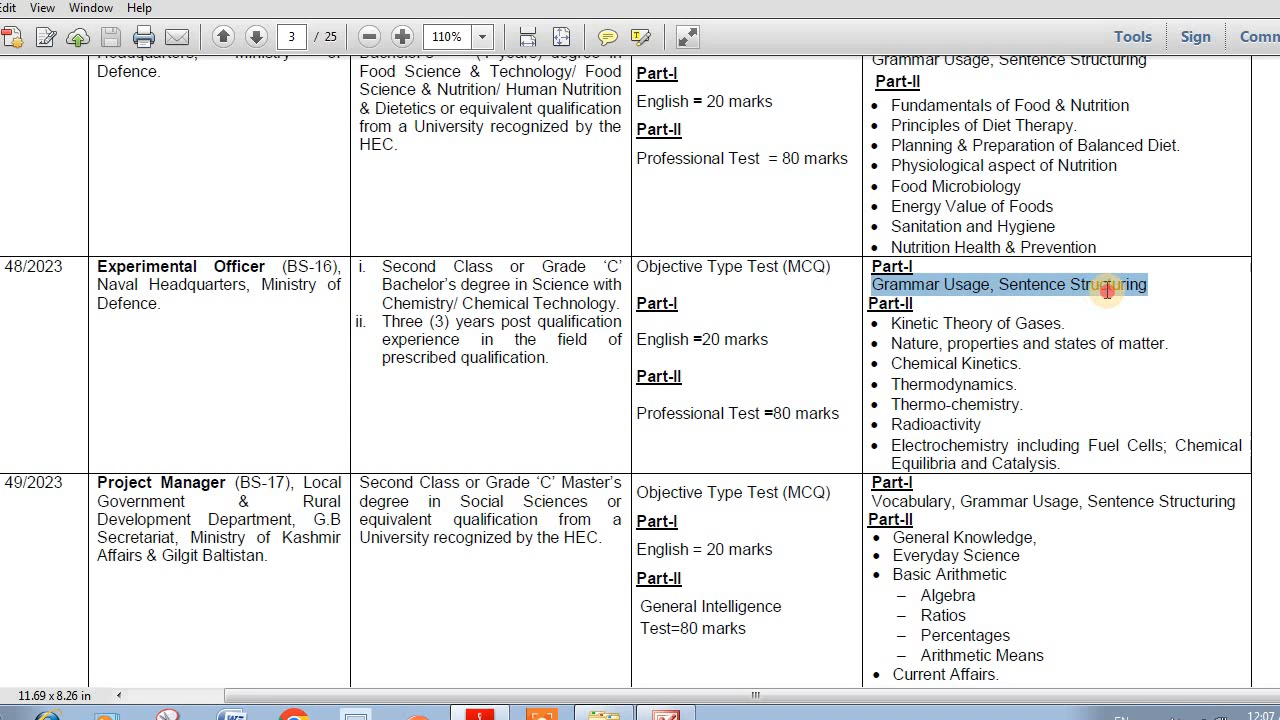 Edit View Window Help
3 / 25 110% Tools Sign Comm
Headquarters, Ministry of
Defence.
Bachelor's (4 years) degree in
Food Science & Technology/ Food
Science & Nutrition/ Human Nutrition
& Dietetics or equivalent qualification
from a University recognized by the
HEC.
Part-I
English = 20 marks
Part-II
Professional Test = 80 marks
Grammar Usage, Sentence Structuring
Part-II
• Fundamentals of Food & Nutrition
• Principles of Diet Therapy.
• Planning & Preparation of Balanced Diet.
• Physiological aspect of Nutrition
• Food Microbiology
• Energy Value of Foods
• Sanitation and Hygiene
• Nutrition Health & Prevention
48/2023
Experimental Officer (BS-16),
Naval Headquarters, Ministry of
Defence.
i. Second Class or Grade ‘C’
Bachelor’s degree in Science with
Chemistry/ Chemical Technology.
ii. Three (3) years post qualification
experience in the field of
prescribed qualification.
Objective Type Test (MCQ)
Part-I
English =20 marks
Part-II
Professional Test =80 marks
Part-I
Grammar Usage, Sentence Structuring
Part-II
• Kinetic Theory of Gases.
• Nature, properties and states of matter.
• Chemical Kinetics.
• Thermodynamics.
• Thermo-chemistry.
• Radioactivity
• Electrochemistry including Fuel Cells; Chemical
Equilibria and Catalysis.
49/2023
Project Manager (BS-17), Local
Government & Rural
Development Department, G.B
Secretariat, Ministry of Kashmir
Affairs & Gilgit Baltistan.
Second Class or Grade ‘C’ Master’s
degree in Social Sciences or
equivalent qualification from a
University recognized by the HEC.
Objective Type Test (MCQ)
Part-I
English = 20 marks
Part-II
General Intelligence
Test=80 marks
Part-I
Vocabulary, Grammar Usage, Sentence Structuring
Part-II
• General Knowledge,
• Everyday Science
• Basic Arithmetic
– Algebra
– Ratios
– Percentages
– Arithmetic Means
• Current Affairs.
11.69 x 8.26 in
12:07